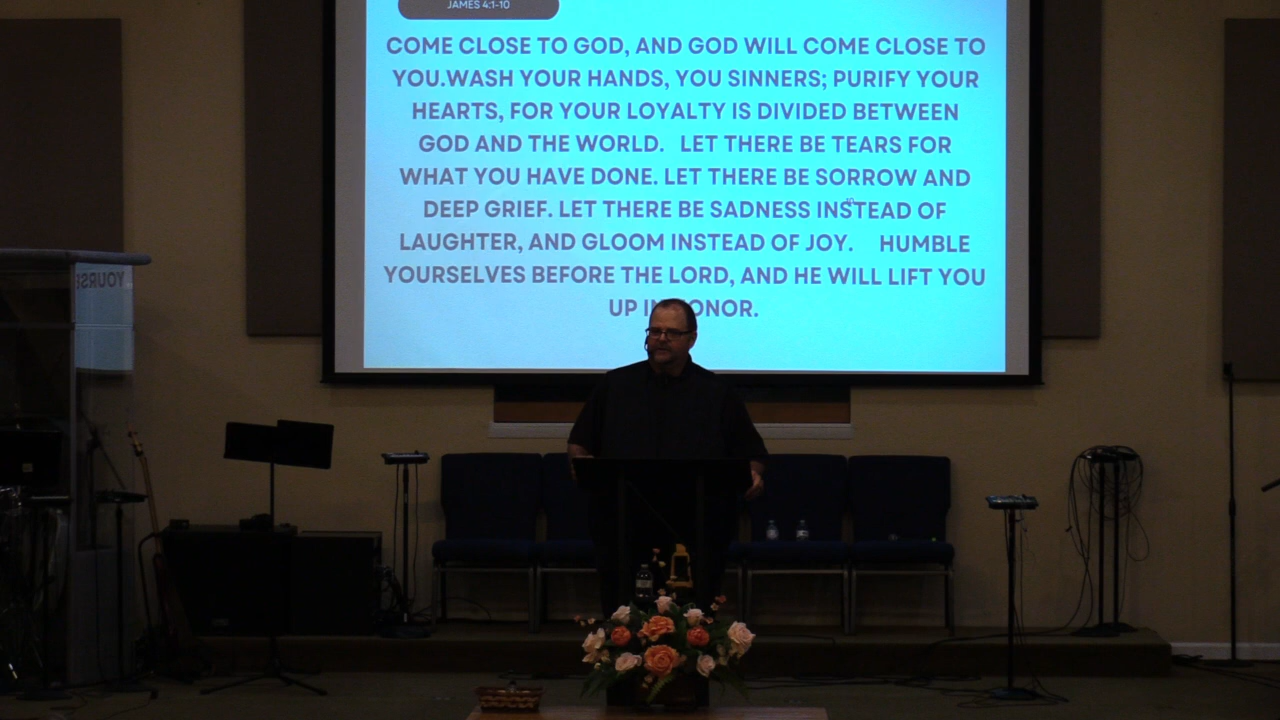 JAMES 4:1-10
COME CLOSE TO GOD, AND GOD WILL COME CLOSE TO
YOU.WASH YOUR HANDS, YOU SINNERS; PURIFY YOUR
HEARTS, FOR YOUR LOYALTY IS DIVIDED BETWEEN
GOD AND THE WORLD. LET THERE BE TEARS FOR
WHAT YOU HAVE DONE. LET THERE BE SORROW AND
DEEP GRIEF. LET THERE BE SADNESS INSTEAD OF
LAUGHTER, AND GLOOM INSTEAD OF JOY. HUMBLE
YOURSELVES BEFORE THE LORD, AND HE WILL LIFT YOU
UP
YOURSE